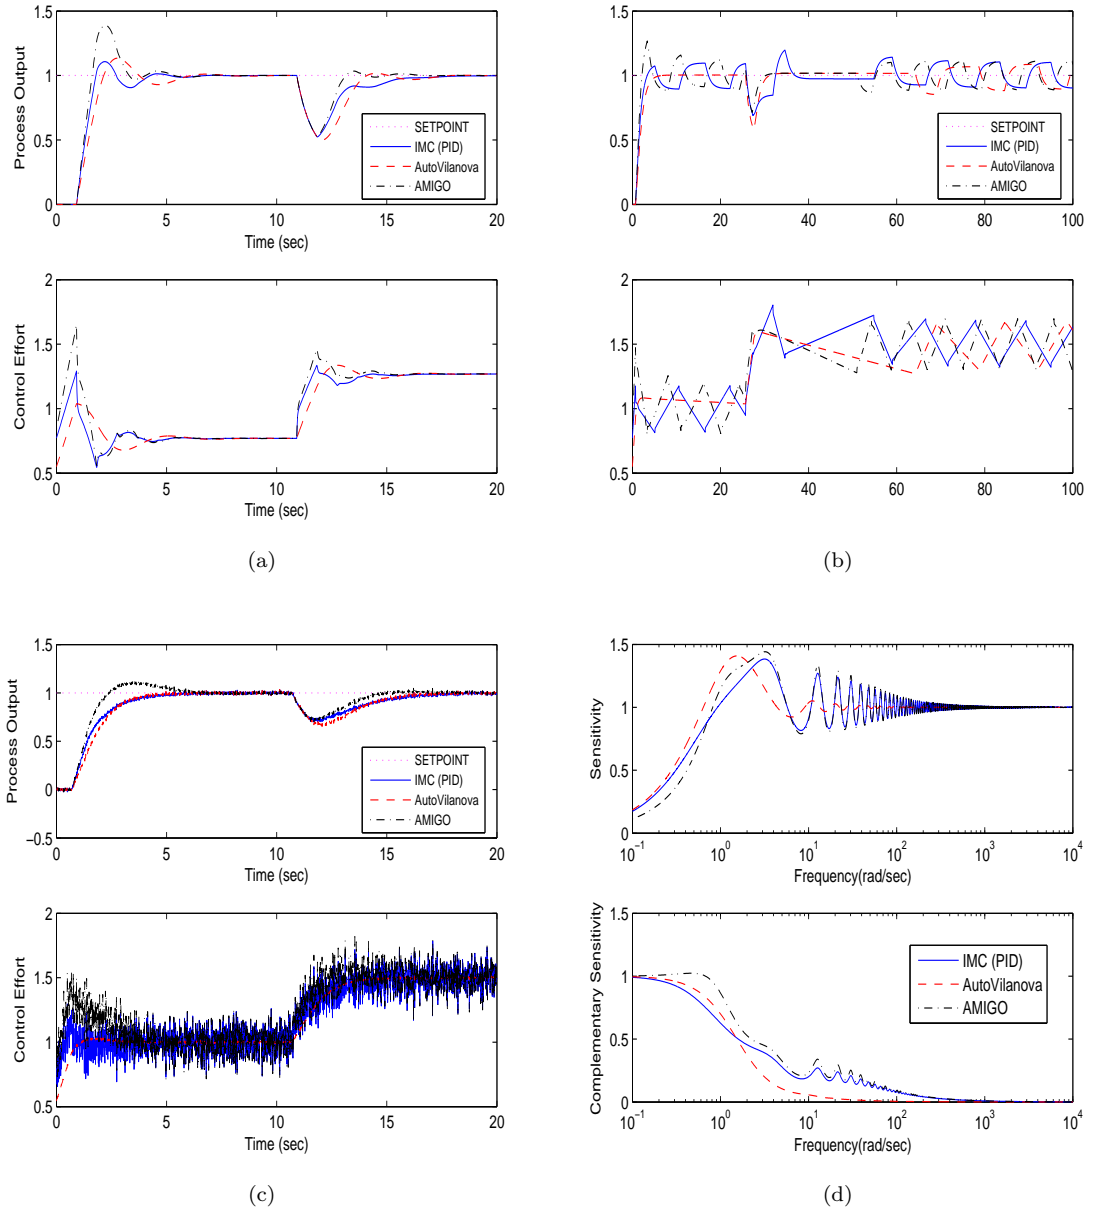 1.5
1
0.5
0
Process Output
SETPOINT
IMC (PID)
AutoVilanova
AMIGO
0 5 10 15 20
Time (sec)
2
1.5
1
0.5
Control Effort
0 5 10 15 20
Time (sec)
(a)
1.5
1
0.5
0
Process Output
SETPOINT
IMC (PID)
AutoVilanova
AMIGO
0 20 40 60 80 100
2
1.5
1
0.5
Control Effort
0 20 40 60 80 100
(b)
1.5
1
0.5
0
−0.5
Process Output
SETPOINT
IMC (PID)
AutoVilanova
AMIGO
0 5 10 15 20
Time (sec)
2
1.5
1
0.5
Control Effort
0 5 10 15 20
Time (sec)
(c)
1.5
1
0.5
0
Sensitivity
10^−1 10^0 10^1 10^2 10^3 10^4
Frequency(rad/sec)
1.5
1
0.5
0
Complementary Sensitivity
IMC (PID)
AutoVilanova
AMIGO
10^−1 10^0 10^1 10^2 10^3 10^4
Frequency(rad/sec)
(d)